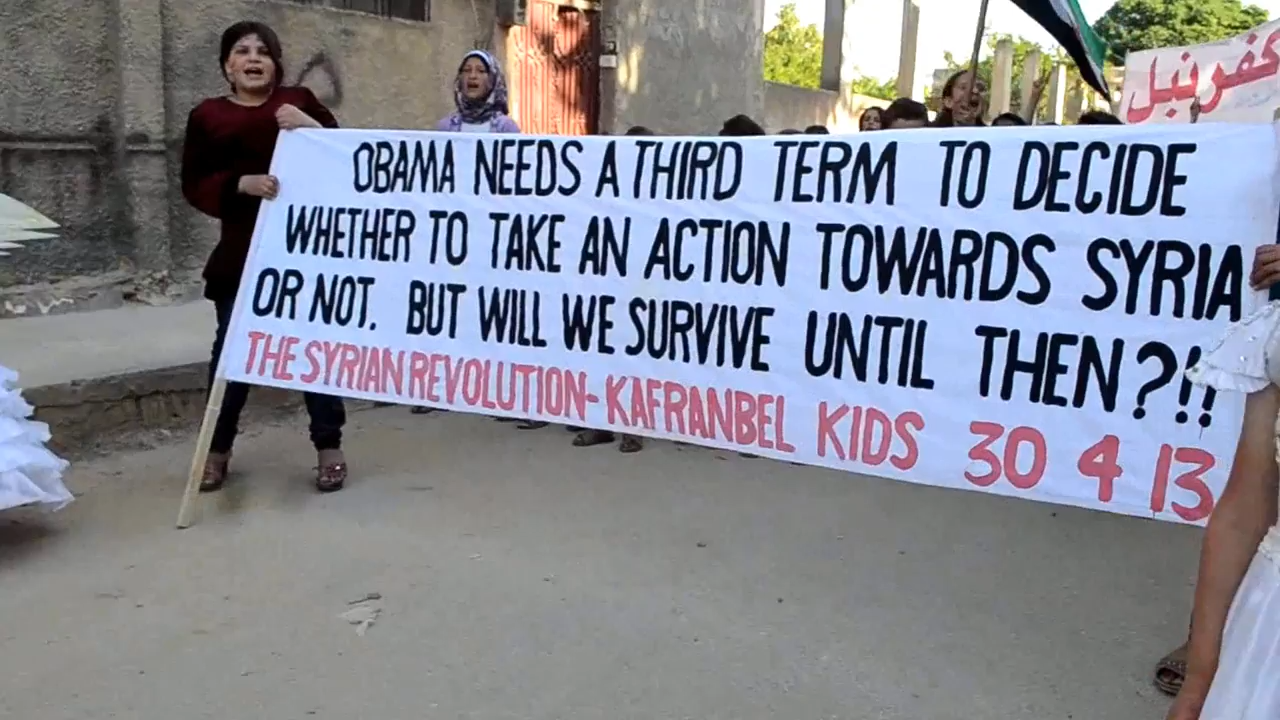 OBAMA NEEDS A THIRD TERM TO DECIDE
WHETHER TO TAKE AN ACTION TOWARDS SYRIA
OR NOT. BUT WILL WE SURVIVE UNTIL THEN?!!
THE SYRIAN REVOLUTION-KAFRANBEL KIDS 30 4 13
كفرنبل